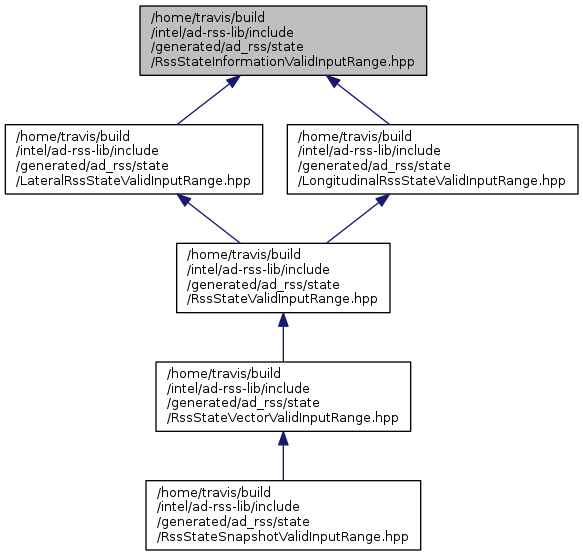 /home/travis/build
/intel/ad-rss-lib/include
/generated/ad_rss/state
/RssStateInformationValidInputRange.hpp
/home/travis/build
/intel/ad-rss-lib/include
/generated/ad_rss/state
/LateralRssStateValidInputRange.hpp
/home/travis/build
/intel/ad-rss-lib/include
/generated/ad_rss/state
/LongitudinalRssStateValidInputRange.hpp
/home/travis/build
/intel/ad-rss-lib/include
/generated/ad_rss/state
/RssStateValidInputRange.hpp
/home/travis/build
/intel/ad-rss-lib/include
/generated/ad_rss/state
/RssStateVectorValidInputRange.hpp
/home/travis/build
/intel/ad-rss-lib/include
/generated/ad_rss/state
/RssStateSnapshotValidInputRange.hpp